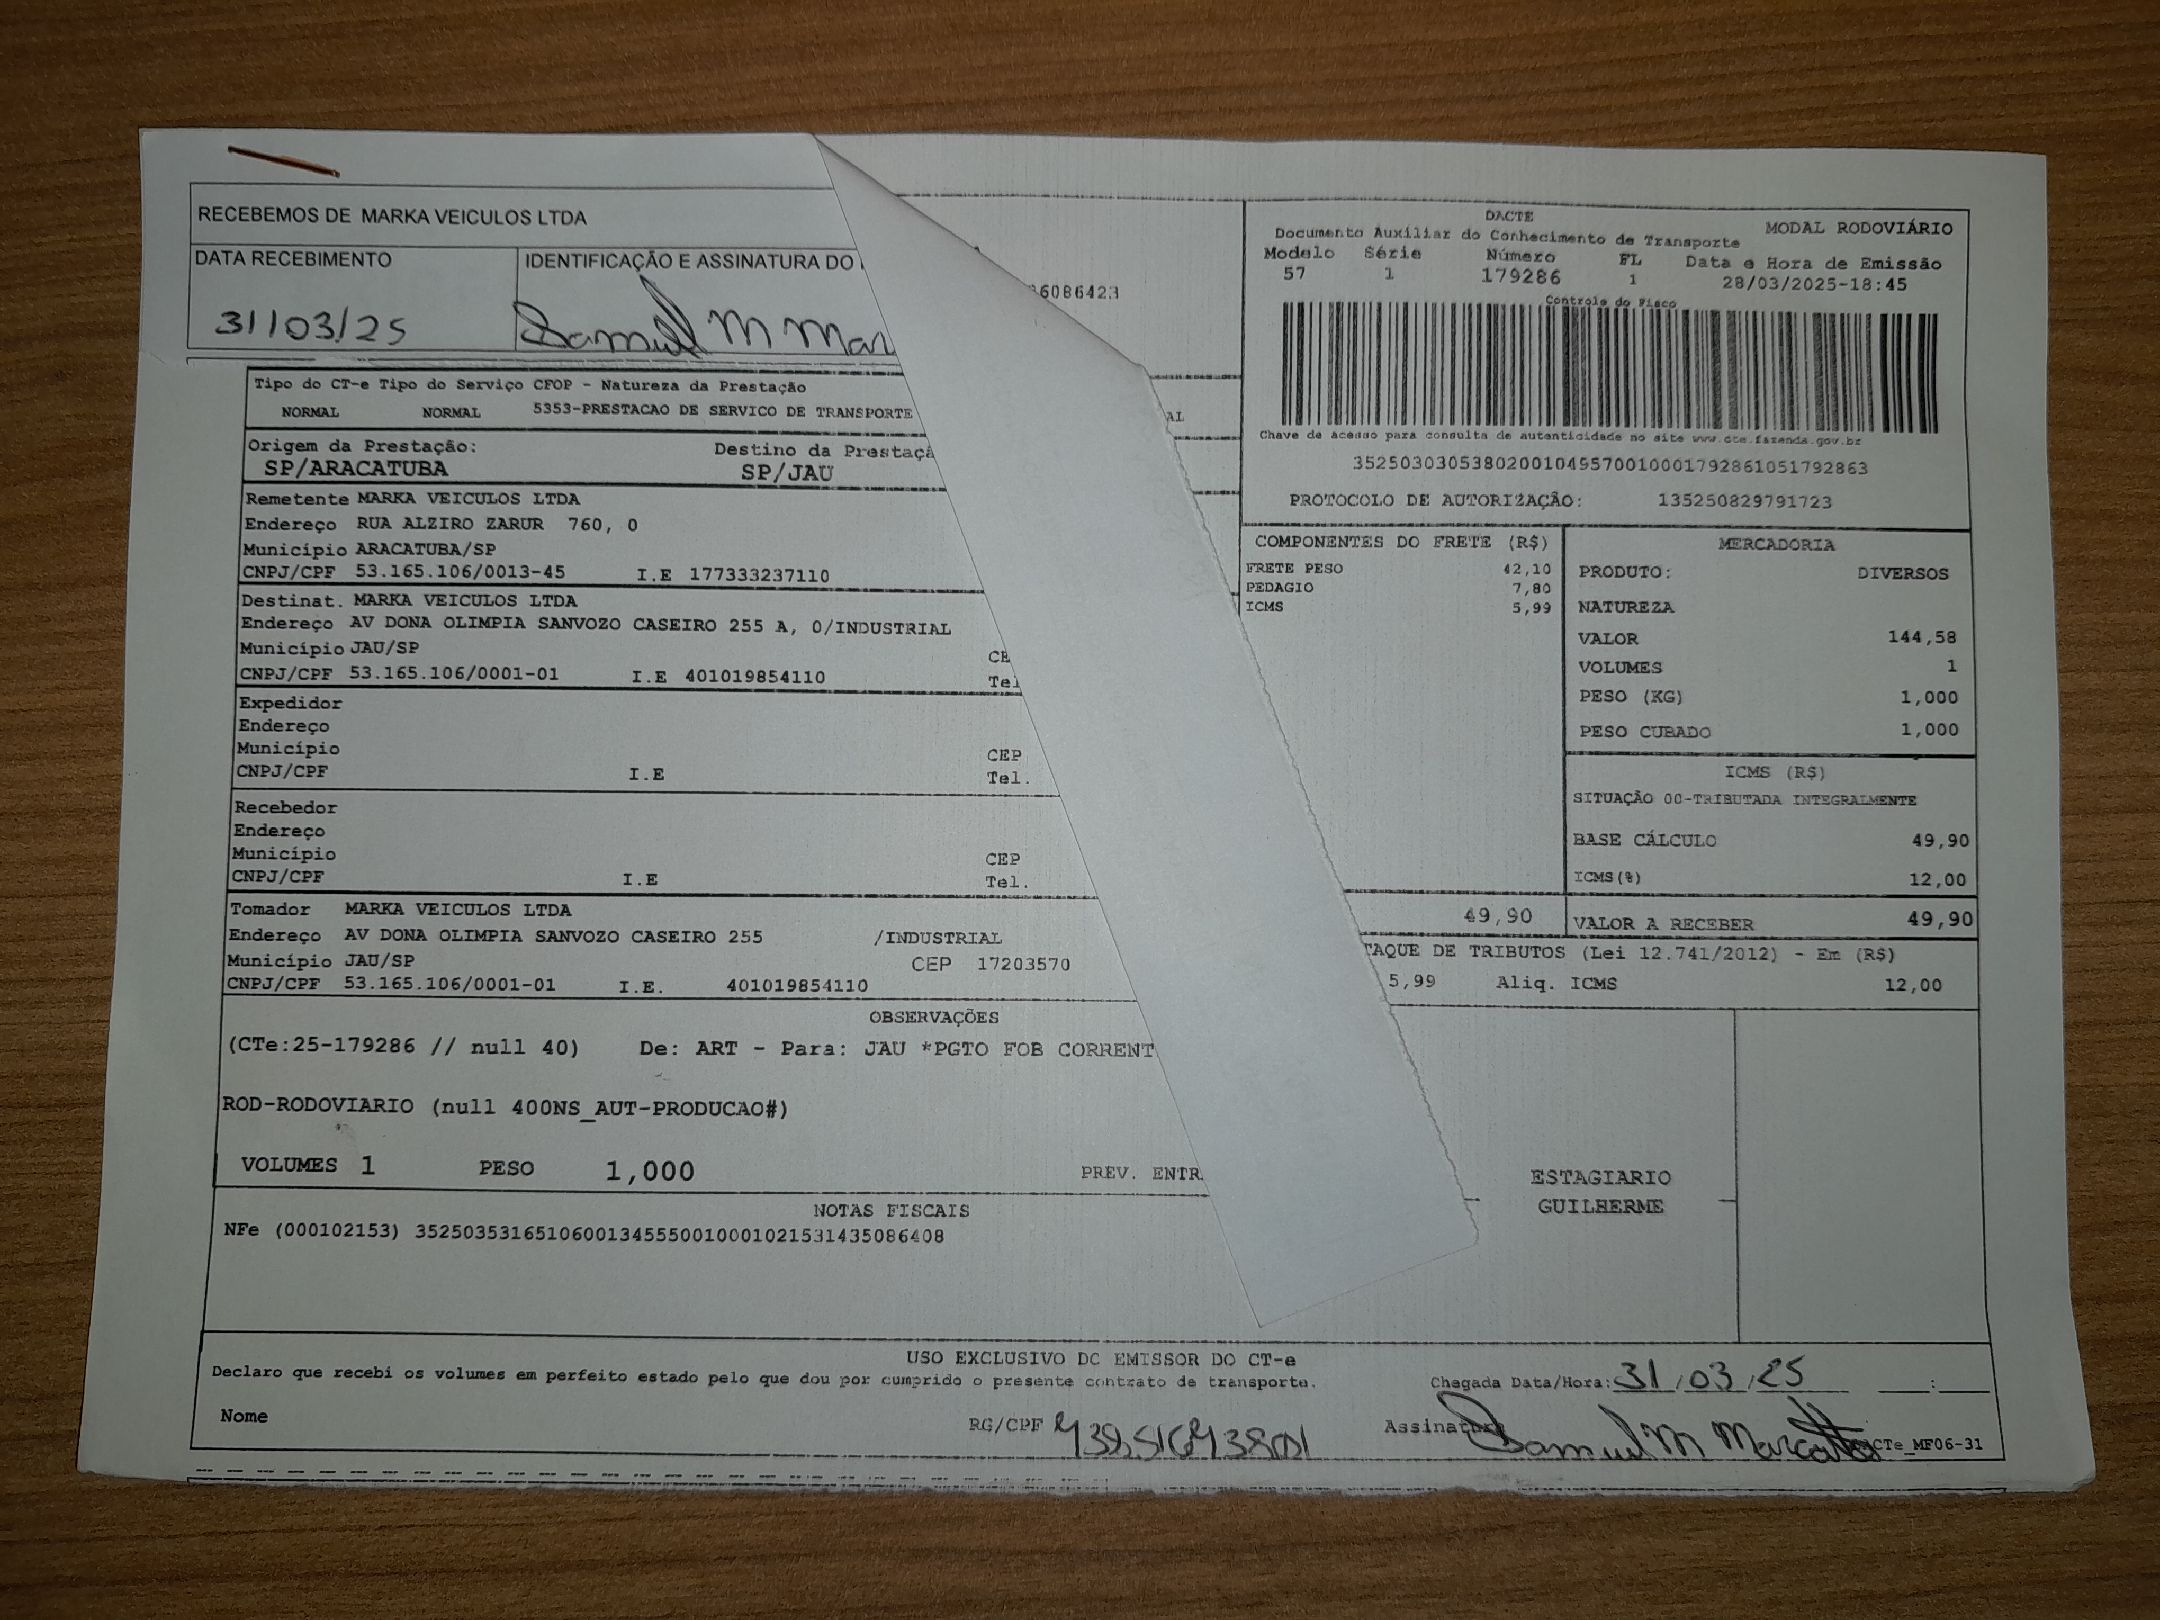 RECEBEMOS DE MARKA VEICULOS LTDA
DATA RECEBIMENTO
IDENTIFICAÇÃO E ASSINATURA DO
31/03/25
Samuel M Mar
36086423
DACTE
MODAL RODOVIÁRIO
Documento Auxiliar do Conhecimento de Transporte
Modelo Série Número FL Data e Hora de Emissão
57 1 179286 1 28/03/2025-18:45
Controle do Fisco
Chave de acesso para consulta de autenticidade no site www.cte.fazenda.gov.br
35250303053802001049570010001792861051792863
PROTOCOLO DE AUTORIZAÇÃO: 135250829791723
Tipo do CT-e Tipo do Serviço CFOP - Natureza da Prestação
NORMAL NORMAL 5353-PRESTACAO DE SERVICO DE TRANSPORTE
AL
Origem da Prestação: Destino da Prestaçã
SP/ARACATUBA SP/JAU
Remetente MARKA VEICULOS LTDA
Endereço RUA ALZIRO ZARUR 760, 0
Município ARACATUBA/SP
CNPJ/CPF 53.165.106/0013-45 I.E 177333237110
Destinat. MARKA VEICULOS LTDA
Endereço AV DONA OLIMPIA SANVOZO CASEIRO 255 A, 0/INDUSTRIAL
Município JAU/SP CE
CNPJ/CPF 53.165.106/0001-01 I.E 401019854110 Tel
Expedidor
Endereço
Município CEP
CNPJ/CPF I.E Tel.
Recebedor
Endereço
Município CEP
CNPJ/CPF I.E Tel.
Tomador MARKA VEICULOS LTDA
Endereço AV DONA OLIMPIA SANVOZO CASEIRO 255 /INDUSTRIAL
Município JAU/SP CEP 17203570
CNPJ/CPF 53.165.106/0001-01 I.E. 401019854110
COMPONENTES DO FRETE (R$)
FRETE PESO 42,10
PEDAGIO 7,80
ICMS 5,99
MERCADORIA
PRODUTO: DIVERSOS
NATUREZA
VALOR 144,58
VOLUMES 1
PESO (KG) 1,000
PESO CUBADO 1,000
ICMS (R$)
SITUAÇÃO 00-TRIBUTADA INTEGRALMENTE
BASE CÁLCULO 49,90
ICMS(%) 12,00
49,90 VALOR A RECEBER 49,90
TAQUE DE TRIBUTOS (Lei 12.741/2012) - Em (R$)
5,99 Aliq. ICMS 12,00
OBSERVAÇÕES
(CTe:25-179286 // null 40) De: ART - Para: JAU *PGTO FOB CORRENT
ROD-RODOVIARIO (null 400NS_AUT-PRODUCAO#)
VOLUMES 1 PESO 1,000 PREV. ENTR
ESTAGIARIO
GUILHERME
NOTAS FISCAIS
NFe (000102153) 35250353165106001345550010001021531435086408
USO EXCLUSIVO DO EMISSOR DO CT-e
Declaro que recebi os volumes em perfeito estado pelo que dou por cumprido o presente contrato de transporte.
Chegada Data/Hora: 31/03/25 __:__
Nome RG/CPF Assinatura Samuel M Marcatto
CTe_MF06-31